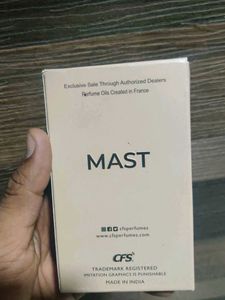 Exclusive Sale Through Authorized Dealers
Perfume Oils Created in France
MAST
@cfsperfumes
www.cfsperfumes.com
CFS
TRADEMARK REGISTERED
IMITATION GRAPHICS IS PUNISHABLE
MADE IN INDIA